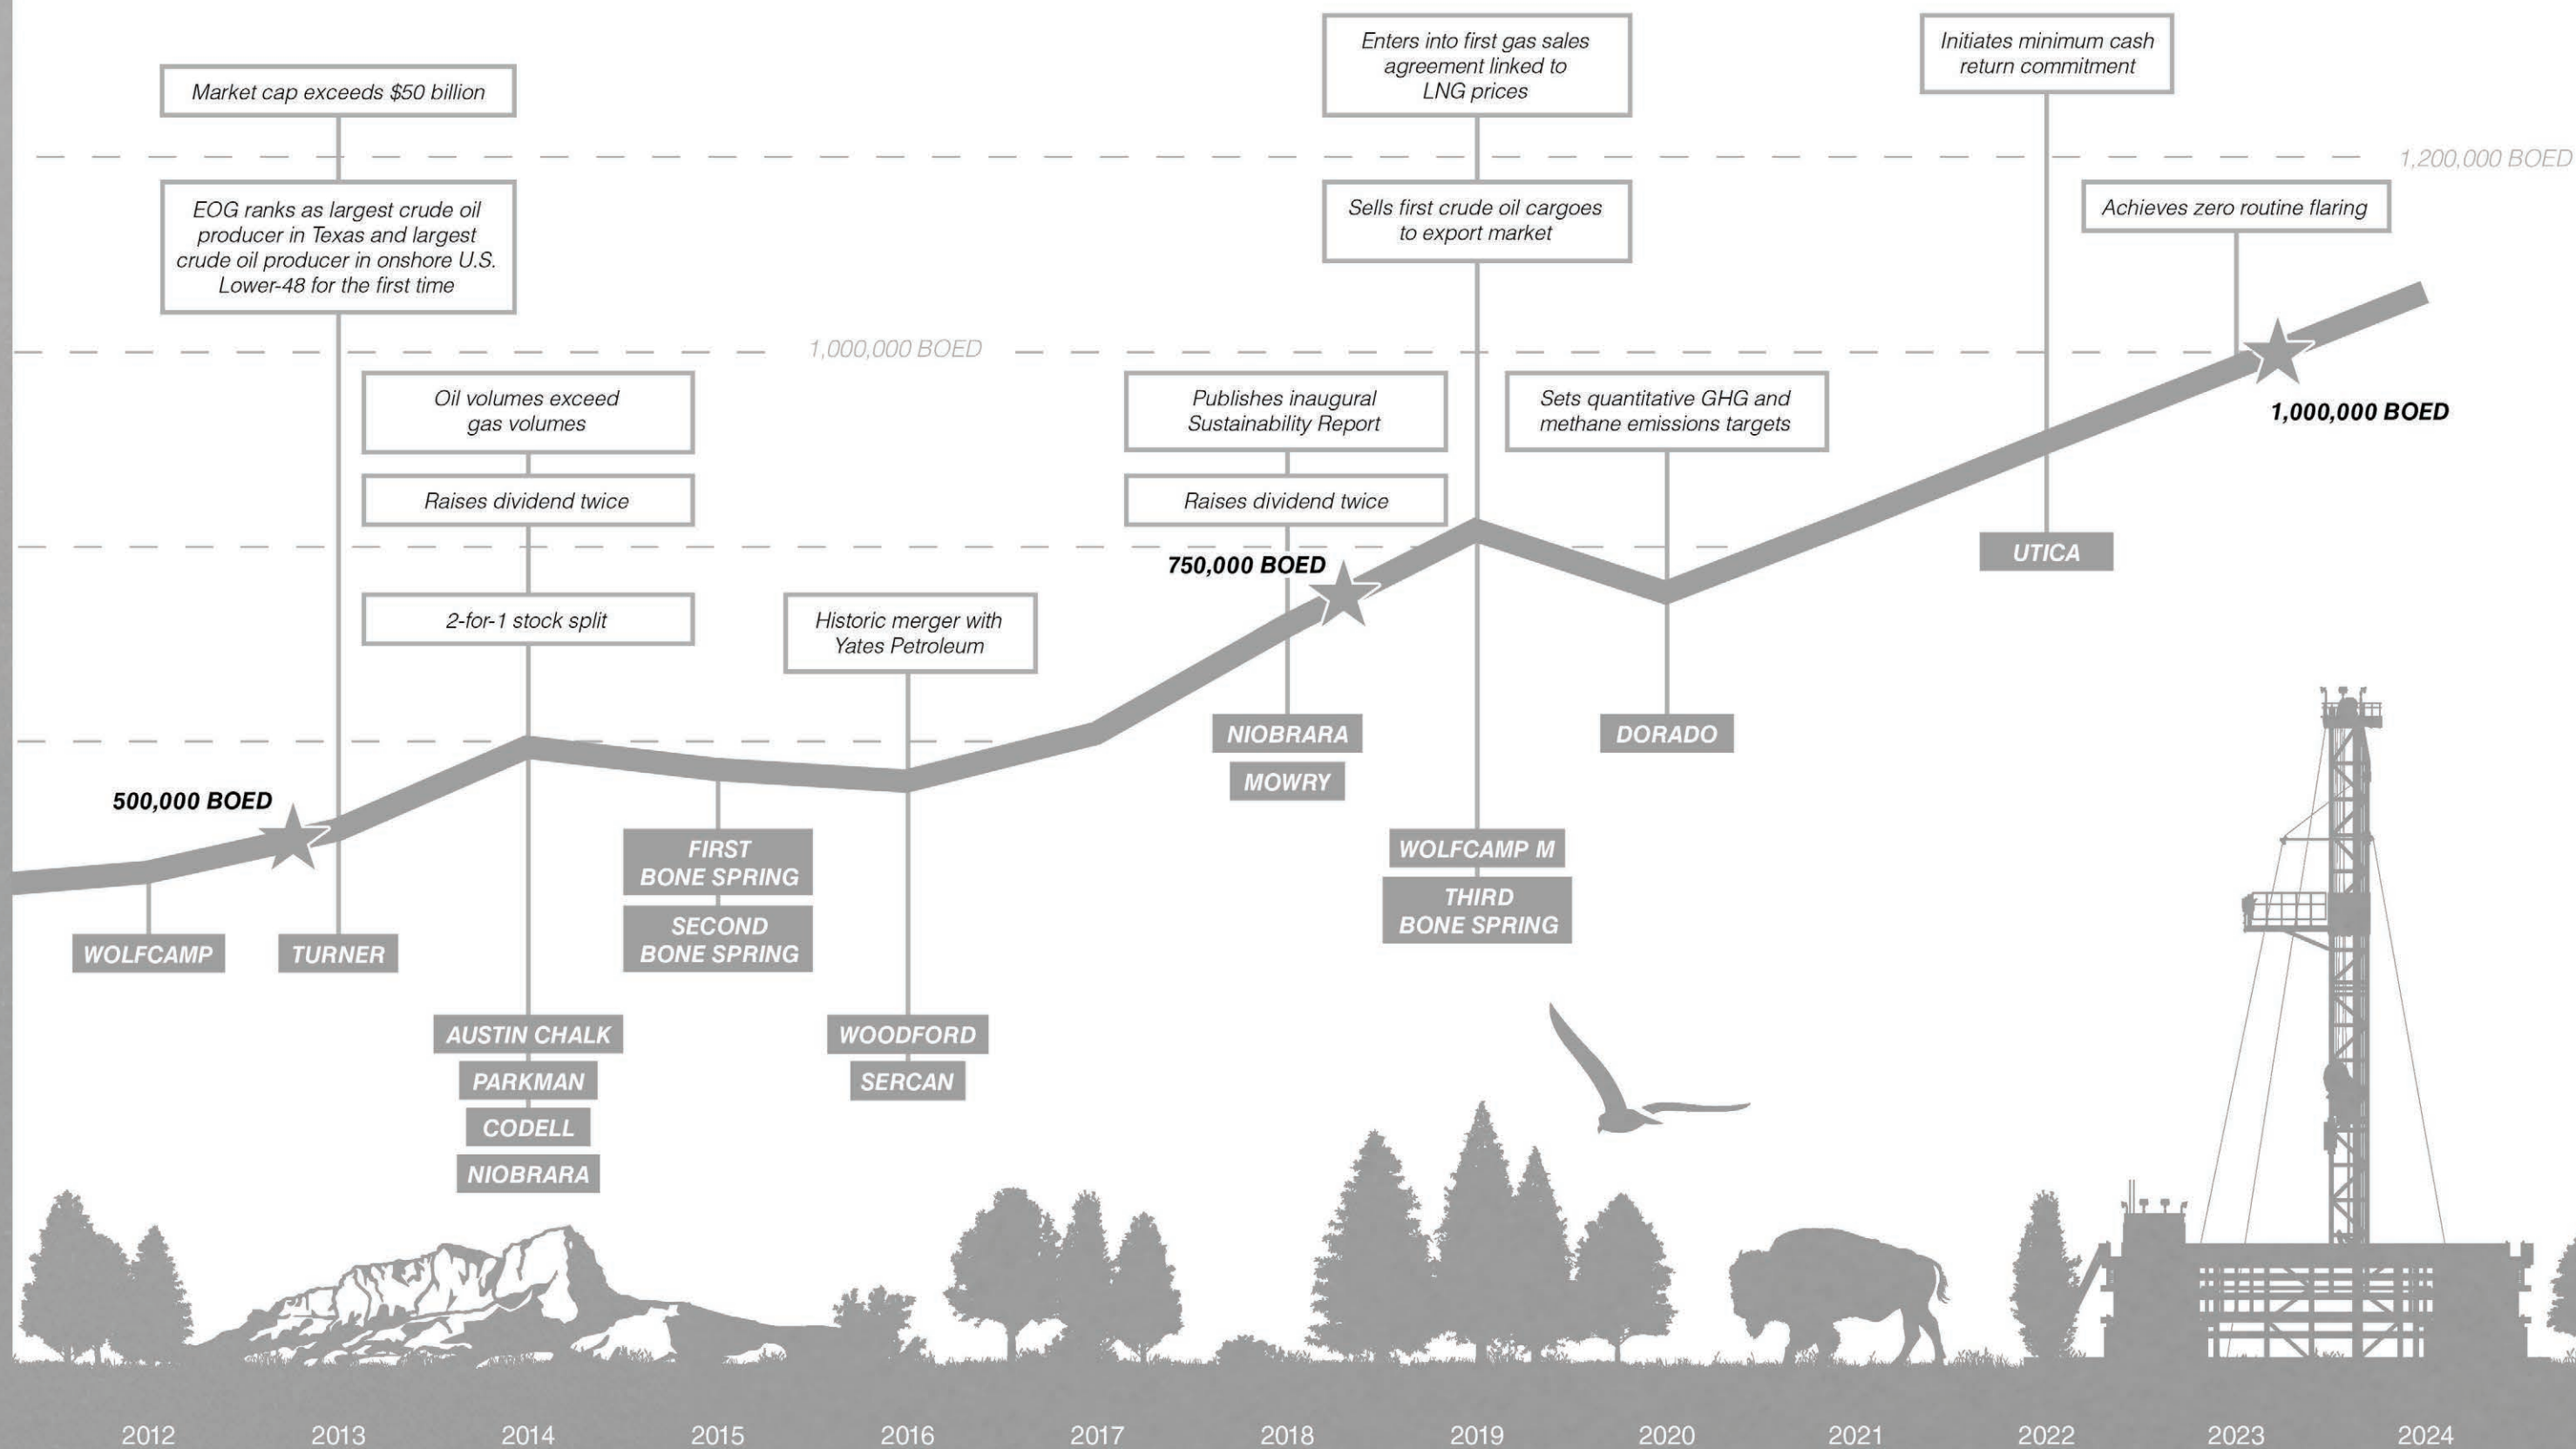 Market cap exceeds $50 billion
EOG ranks as largest crude oil
producer in Texas and largest
crude oil producer in onshore U.S.
Lower-48 for the first time
Enters into first gas sales
agreement linked to
LNG prices
Sells first crude oil cargoes
to export market
Initiates minimum cash
return commitment
1,200,000 BOED
Achieves zero routine flaring
1,000,000 BOED
Oil volumes exceed
gas volumes
Raises dividend twice
2-for-1 stock split
Historic merger with
Yates Petroleum
Publishes inaugural
Sustainability Report
Raises dividend twice
Sets quantitative GHG and
methane emissions targets
1,000,000 BOED
750,000 BOED
500,000 BOED
WOLFCAMP
TURNER
AUSTIN CHALK
PARKMAN
CODELL
NIOBRARA
FIRST
BONE SPRING
SECOND
BONE SPRING
WOODFORD
SERCAN
NIOBRARA
MOWRY
WOLFCAMP M
THIRD
BONE SPRING
DORADO
UTICA
2012
2013
2014
2015
2016
2017
2018
2019
2020
2021
2022
2023
2024